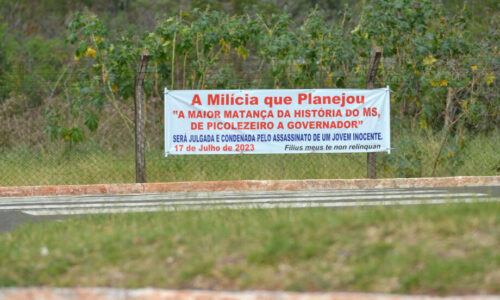 A Milícia que Planejou
"A MAIOR MATANÇA DA HISTÓRIA DO MS,
DE PICOLEZEIRO A GOVERNADOR"
SERÁ JULGADA E CONDENADA PELO ASSASSINATO DE UM JOVEM INOCENTE.
17 de Julho de 2023 Filius meus te non relinquan